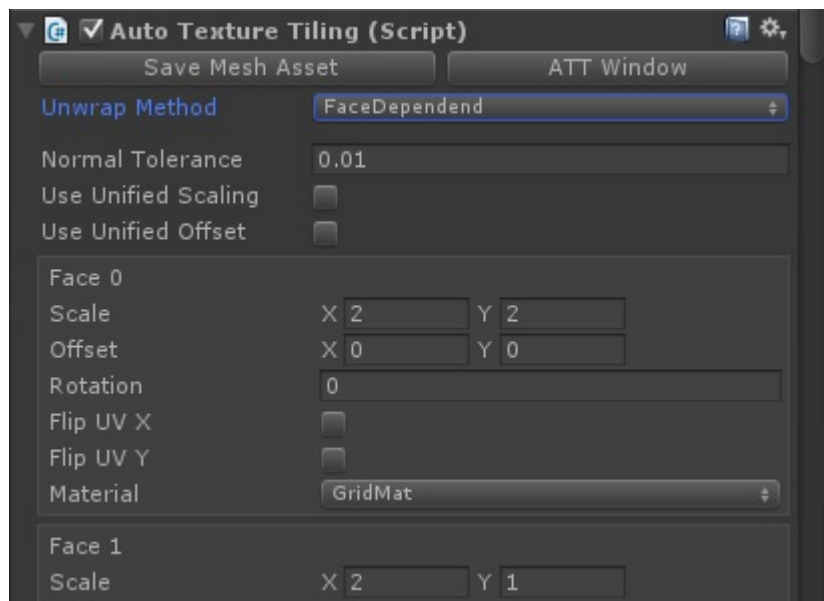 Auto Texture Tiling (Script)
Save Mesh Asset ATT Window
Unwrap Method FaceDependend
Normal Tolerance 0.01
Use Unified Scaling
Use Unified Offset
Face 0
Scale X 2 Y 2
Offset X 0 Y 0
Rotation 0
Flip UV X
Flip UV Y
Material GridMat
Face 1
Scale X 2 Y 1